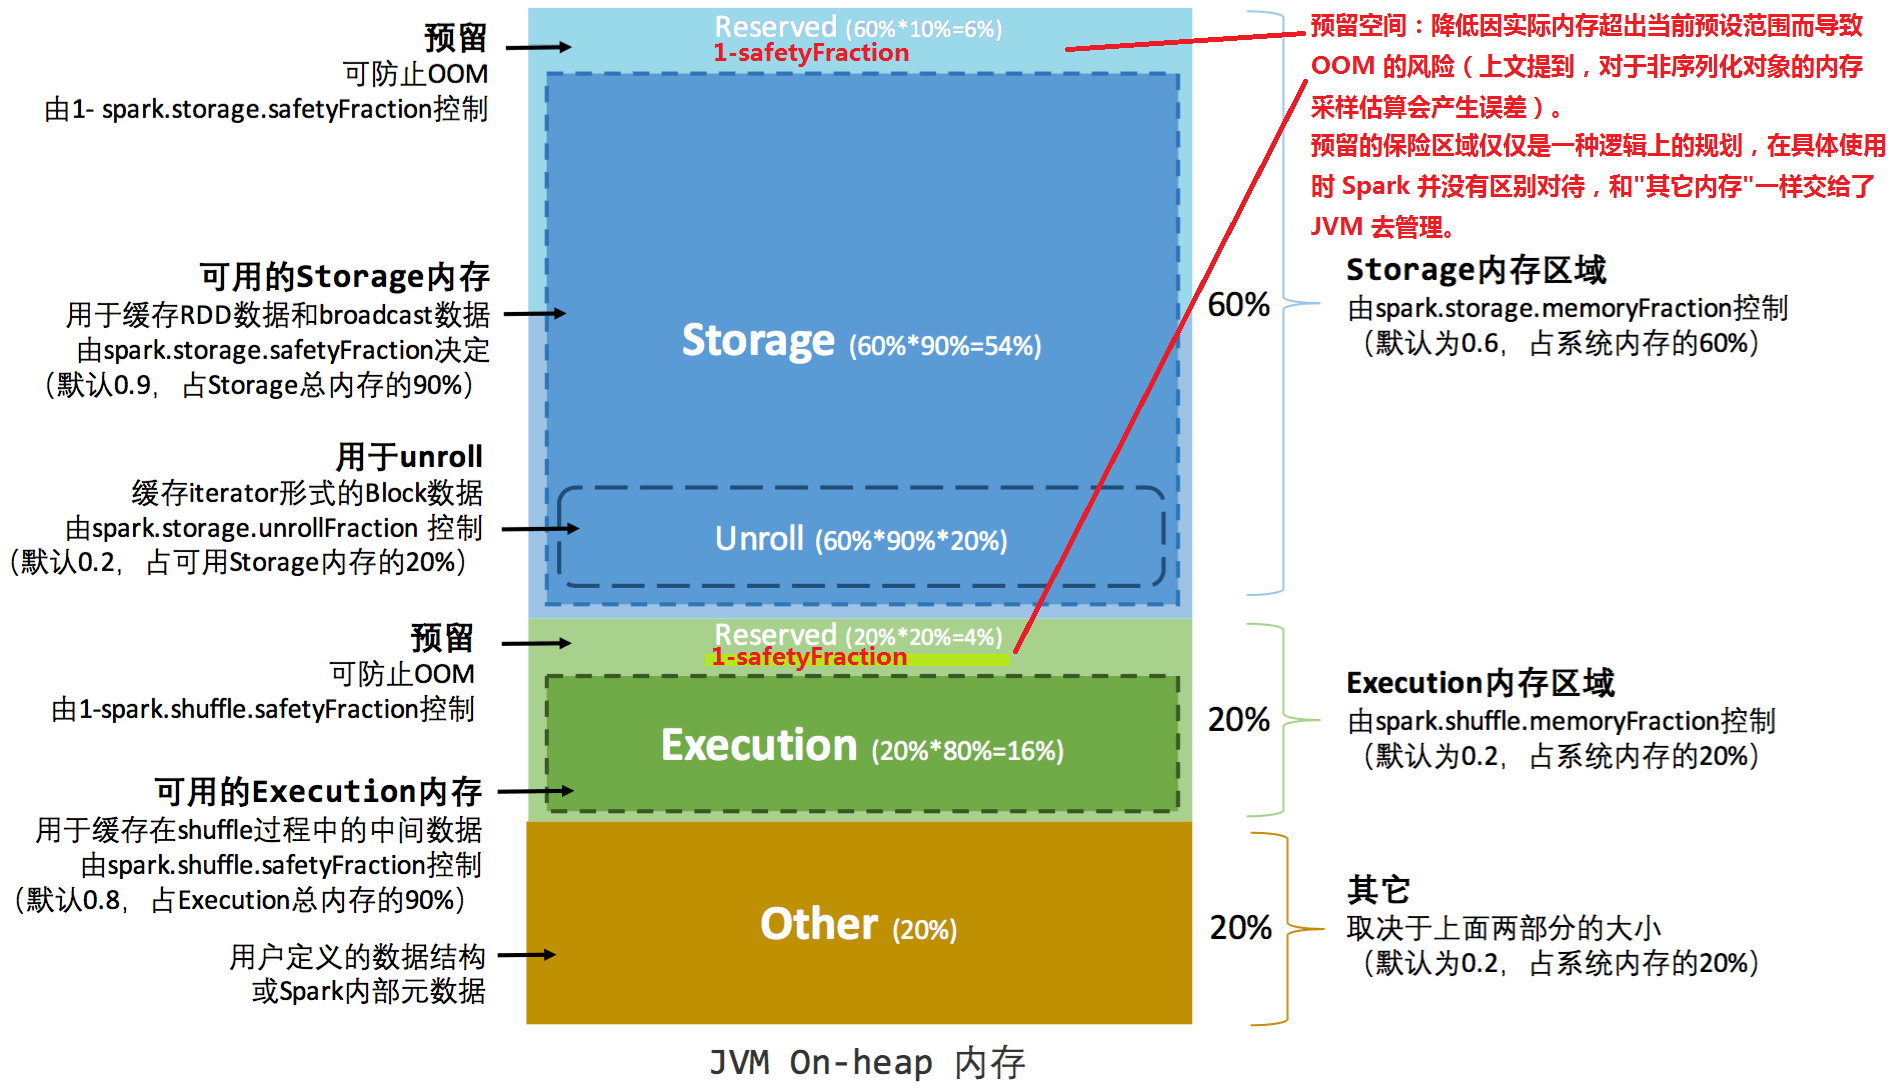 预留
可防止OOM
由1- spark.storage.safetyFraction控制
可用的Storage内存
用于缓存RDD数据和broadcast数据
由spark.storage.safetyFraction决定
（默认0.9，占Storage总内存的90%）
用于unroll
缓存iterator形式的Block数据
由spark.storage.unrollFraction 控制
（默认0.2，占可用Storage内存的20%）
预留
可防止OOM
由1-spark.shuffle.safetyFraction控制
可用的Execution内存
用于缓存在shuffle过程中的中间数据
由spark.shuffle.safetyFraction控制
（默认0.8，占Execution总内存的90%）
用户定义的数据结构
或Spark内部元数据
Reserved (60%*10%=6%)
1-safetyFraction
Storage (60%*90%=54%)
Unroll (60%*90%*20%)
Reserved (20%*20%=4%)
1-safetyFraction
Execution (20%*80%=16%)
Other (20%)
JVM On-heap 内存
预留空间：降低因实际内存超出当前预设范围而导致
OOM 的风险（上文提到，对于非序列化对象的内存
采样估算会产生误差）。
预留的保险区域仅仅是一种逻辑上的规划，在具体使用
时 Spark 并没有区别对待，和"其它内存"一样交给了
JVM 去管理。
60%
Storage内存区域
由spark.storage.memoryFraction控制
（默认为0.6，占系统内存的60%）
20%
Execution内存区域
由spark.shuffle.memoryFraction控制
（默认为0.2，占系统内存的20%）
20%
其它
取决于上面两部分的大小
（默认为0.2，占系统内存的20%）